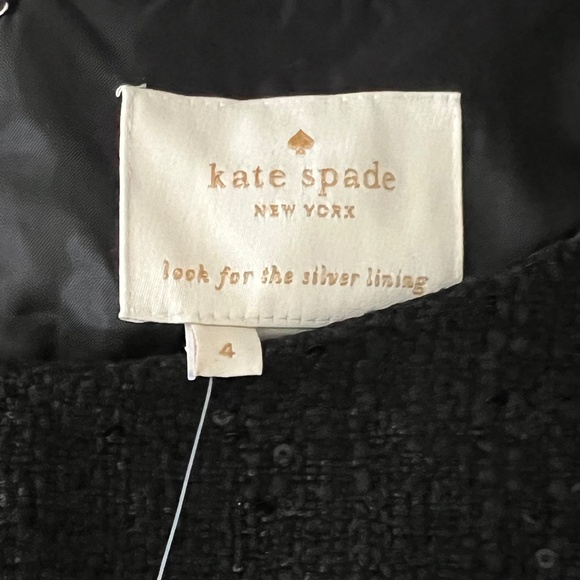 kate spade
NEW YORK
look for the silver lining
4